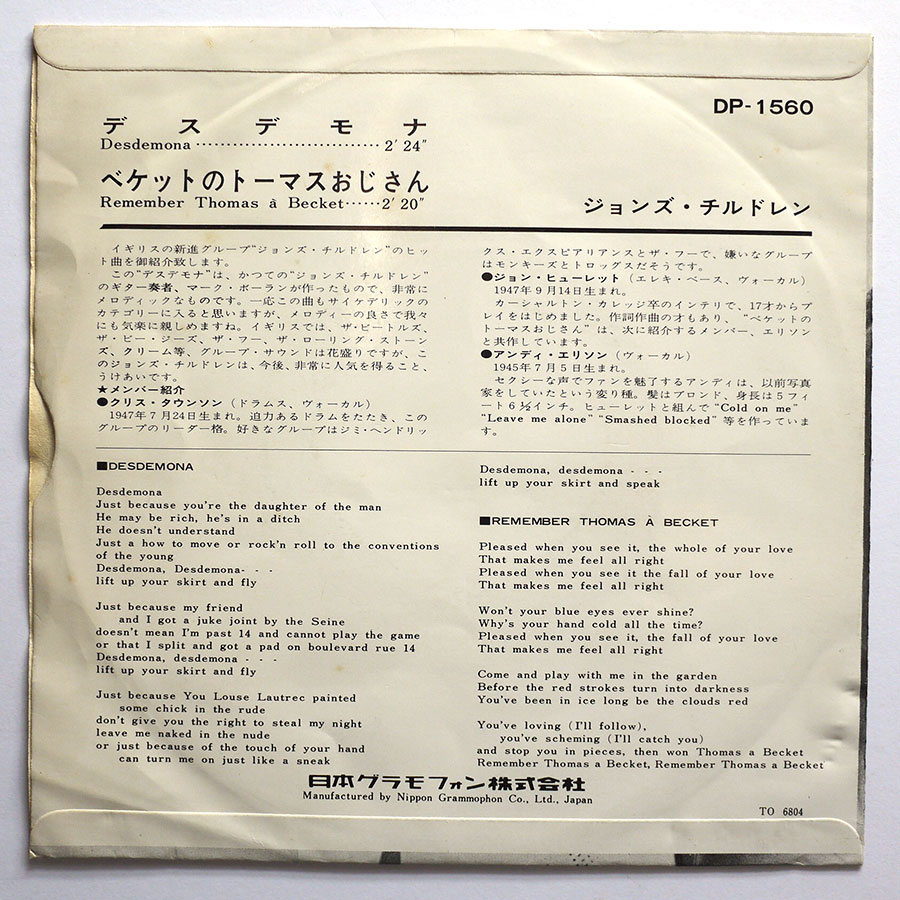 DP-1560
デスデモナ
Desdemona ‥‥‥‥‥‥‥‥‥‥ 2′ 24″
ベケットのトーマスおじさん
Remember Thomas à Becket‥‥‥2′ 20″
ジョンズ・チルドレン
イギリスの新進グループ“ジョンズ・チルドレン”のヒッ
ト曲を御紹介致します。
この“デスデモナ”は、かつての“ジョンズ・チルドレン”
のギター奏者、マーク・ボーランが作ったもので、非常に
メロディックなものです。一応この曲もサイケデリックの
カテゴリーに入ると思いますが、メロディーの良さで我々
にも気楽に親しめますね。イギリスでは、ザ・ビートルズ、
ザ・ビー・ジーズ、ザ・フー、ザ・ローリング・ストーン
ズ、クリーム等、グループ・サウンドは花盛りですが、こ
のジョンズ・チルドレンは、今後、非常に人気を得ること、
うけあいです。
★メンバー紹介
●クリス・タウンソン（ドラムス、ヴォーカル）
1947年７月24日生まれ。迫力あるドラムをたたき、この
グループのリーダー格。好きなグループはジミ・ヘンドリッ
クス・エクスピアリアンスとザ・フーで、嫌いなグループ
はモンキーズとトロッグスだそうです。
●ジョン・ヒューレット（エレキ・ベース、ヴォーカル）
1947年９月14日生まれ。
カーシャルトン・カレッジ卒のインテリで、17才からプ
レイをはじめました。作詞作曲の才もあり、“ベケットの
トーマスおじさん”は、次に紹介するメンバー、エリソン
と共作しています。
●アンディ・エリソン（ヴォーカル）
1945年７月５日生まれ。
セクシーな声でファンを魅了するアンディは、以前写真
家をしていたという変り種。髪はブロンド、身長は５フィ
ート６½インチ。ヒューレットと組んで“Cold on me”
“Leave me alone”“Smashed blocked”等を作っていま
す。
■DESDEMONA
Desdemona
Just because you're the daughter of the man
He may be rich, he's in a ditch
He doesn't understand
Just a how to move or rock'n roll to the conventions
of the young
Desdemona, Desdemona- - -
lift up your skirt and fly
Just because my friend
and I got a juke joint by the Seine
doesn't mean I'm past 14 and cannot play the game
or that I split and got a pad on boulevard rue 14
Desdemona, desdemona - - -
lift up your skirt and fly
Just because You Louse Lautrec painted
some chick in the rude
don't give you the right to steal my night
leave me naked in the nude
or just because of the touch of your hand
can turn me on just like a sneak
Desdemona, desdemona - - -
lift up your skirt and speak
■REMEMBER THOMAS À BECKET
Pleased when you see it, the whole of your love
That makes me feel all right
Pleased when you see it the fall of your love
That makes me feel all right
Won't your blue eyes ever shine?
Why's your hand cold all the time?
Pleased when you see it, the fall of your love
That makes me feel all right
Come and play with me in the garden
Before the red strokes turn into darkness
You've been in ice long be the clouds red
You've loving (I'll follow),
you've scheming (I'll catch you)
and stop you in pieces, then won Thomas a Becket
Remember Thomas a Becket, Remember Thomas a Becket
日本グラモフォン株式会社
Manufactured by Nippon Grammophon Co., Ltd., Japan
TO 6804